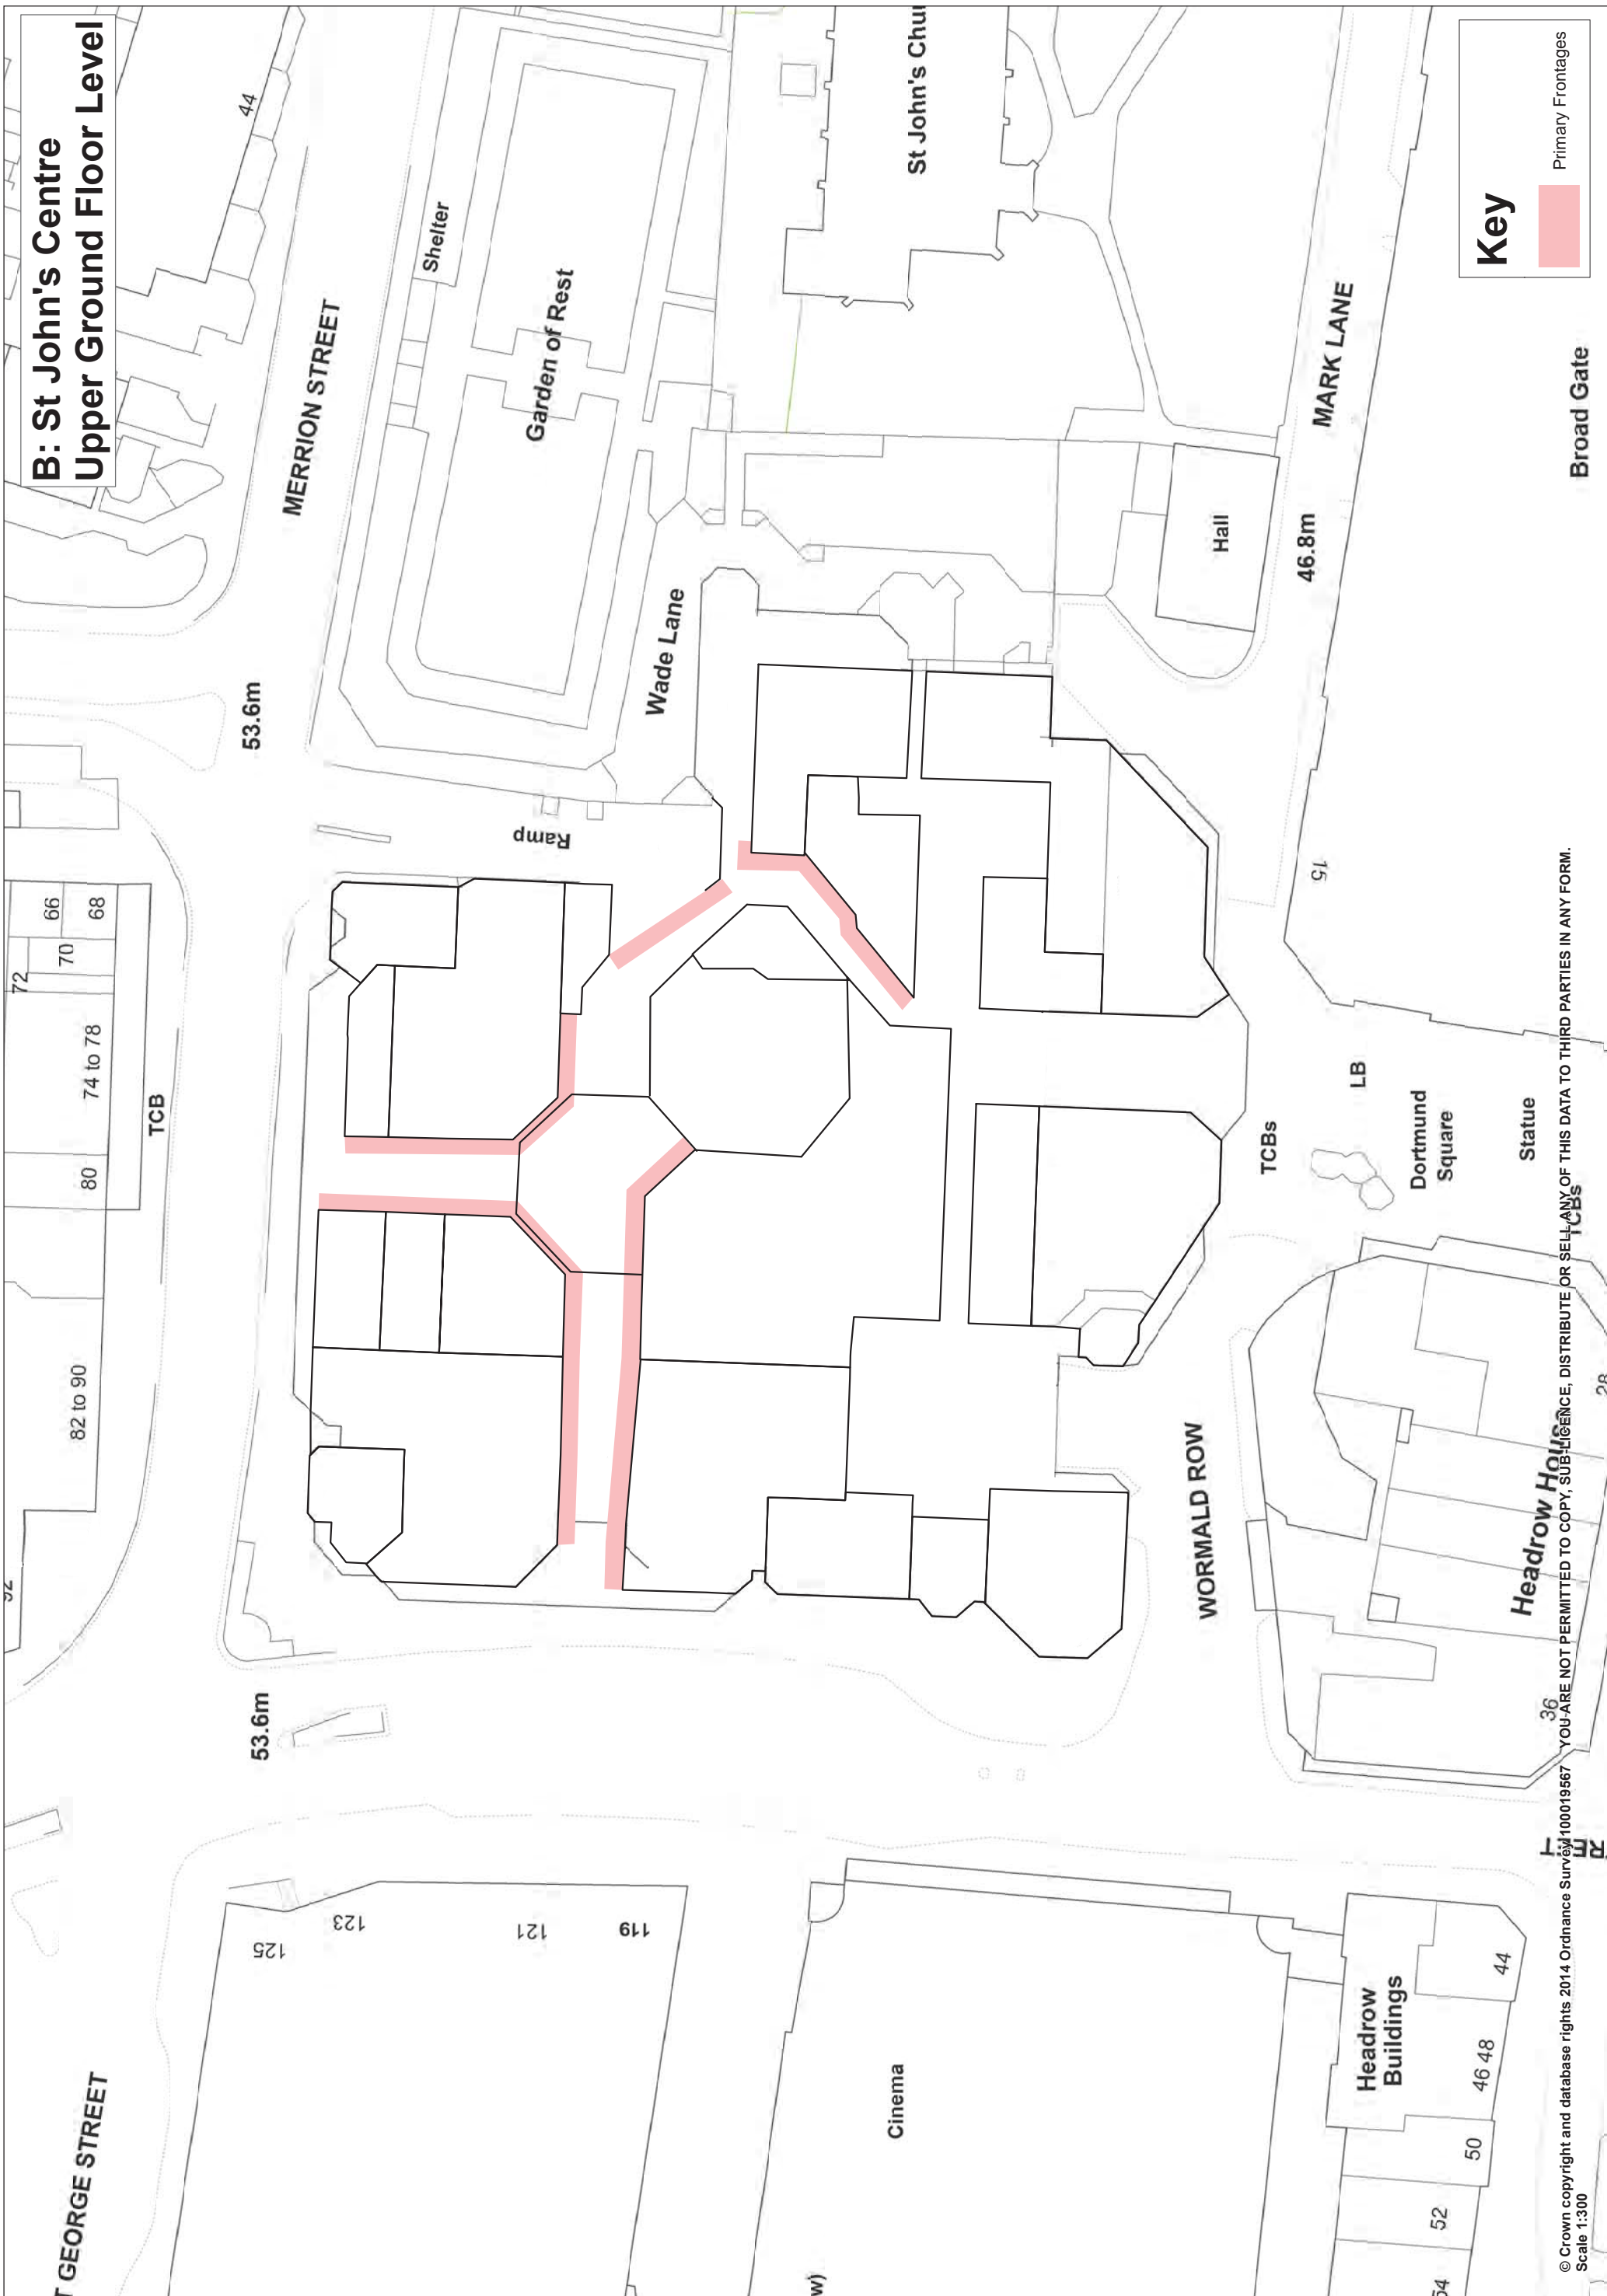 B: St John's Centre
Upper Ground Floor Level
44
MERRION STREET
Shelter
Garden of Rest
St John's Chu
Key
Primary Frontages
MARK LANE
Broad Gate
Hall
46.8m
Wade Lane
53.6m
Ramp
66
68
70
72
74 to 78
TCB
80
82 to 90
15
LB
TCBs
Dortmund
Square
Statue
TCBs
28
WORMALD ROW
Headrow House
36
53.6m
125
123
121
119
Cinema
Headrow
Buildings
44
46 48
50
52
54
T GEORGE STREET
w)
© Crown copyright and database rights 2014 Ordnance Survey 100019567 YOU ARE NOT PERMITTED TO COPY, SUB-LICENCE, DISTRIBUTE OR SELL ANY OF THIS DATA TO THIRD PARTIES IN ANY FORM.
Scale 1:300